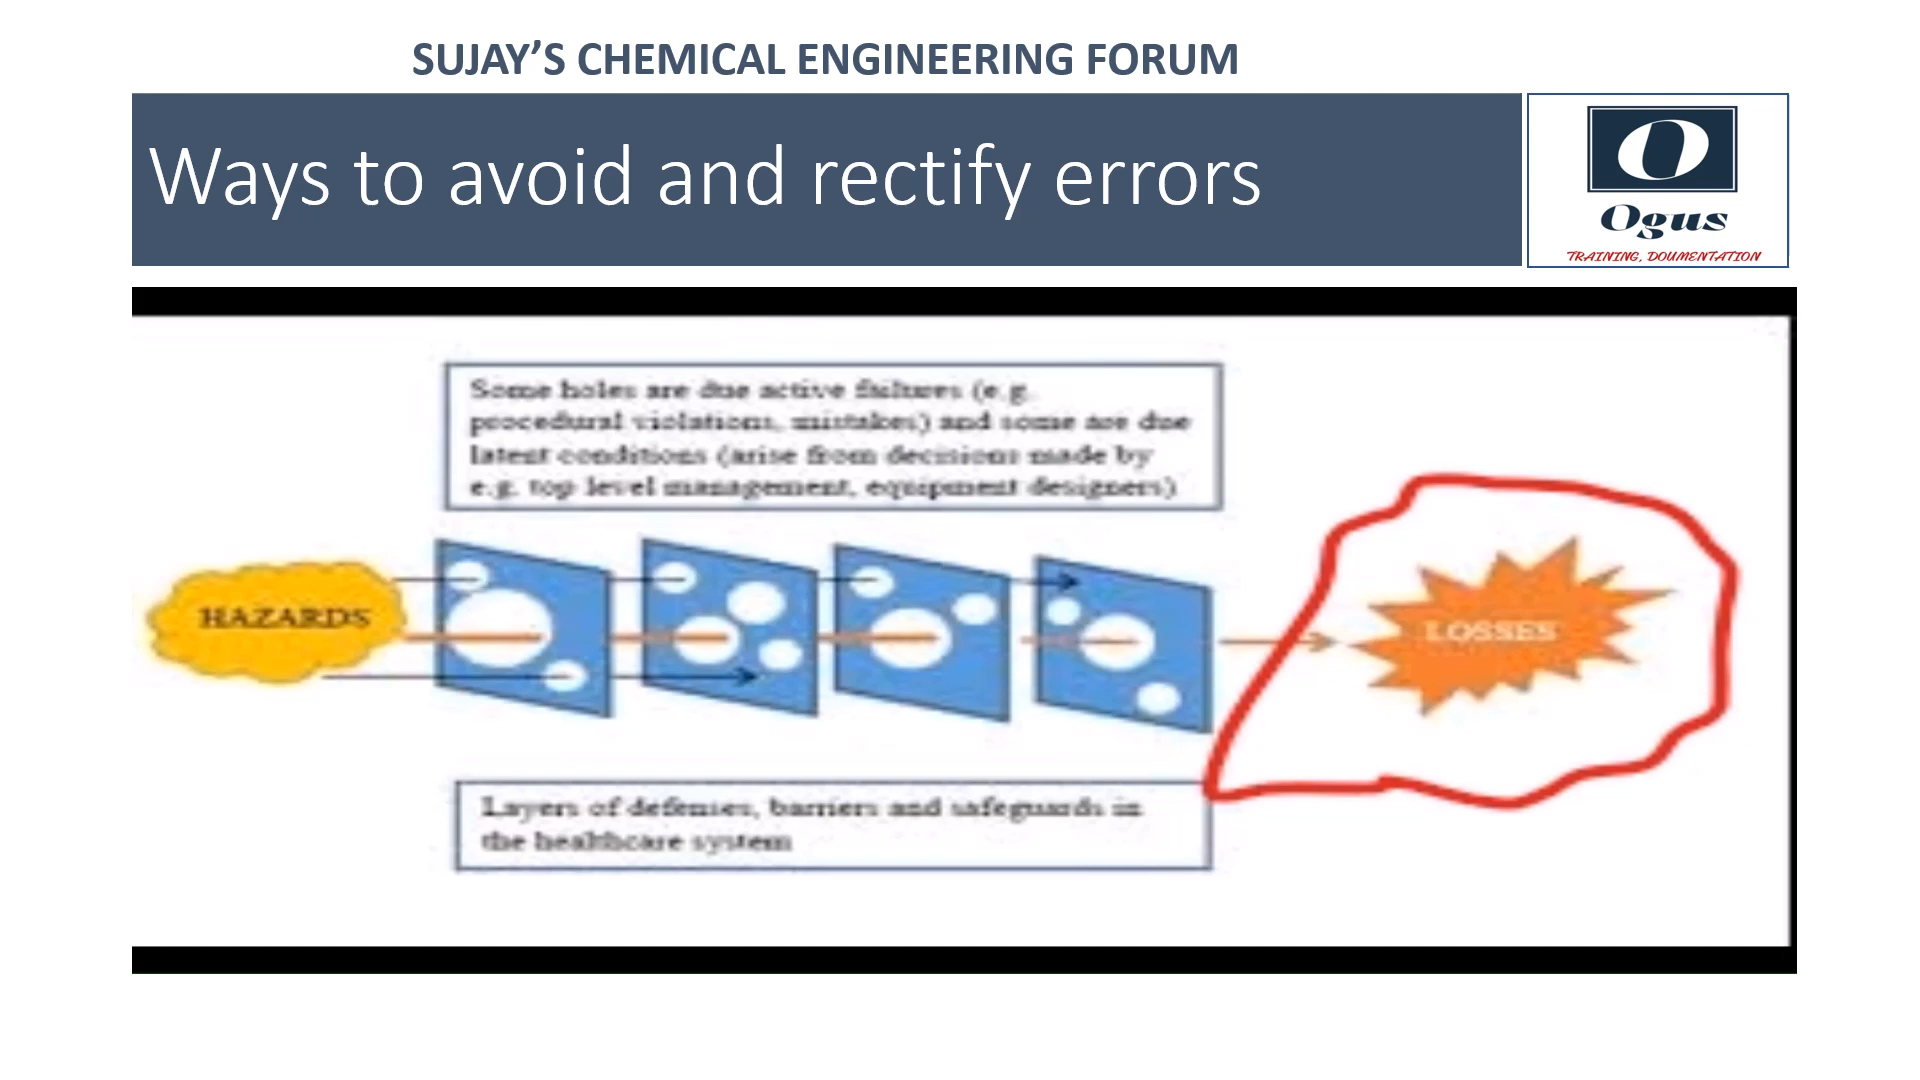 SUJAY’S CHEMICAL ENGINEERING FORUM
Ways to avoid and rectify errors
O
Ogus
TRAINING, DOUMENTATION
Some holes are due active failures (e.g.
procedural violations, mistakes) and some are due
latent conditions (arise from decisions made by
e.g. top level management, equipment designers)
HAZARDS
LOSSES
Layers of defenses, barriers and safeguards in
the healthcare system